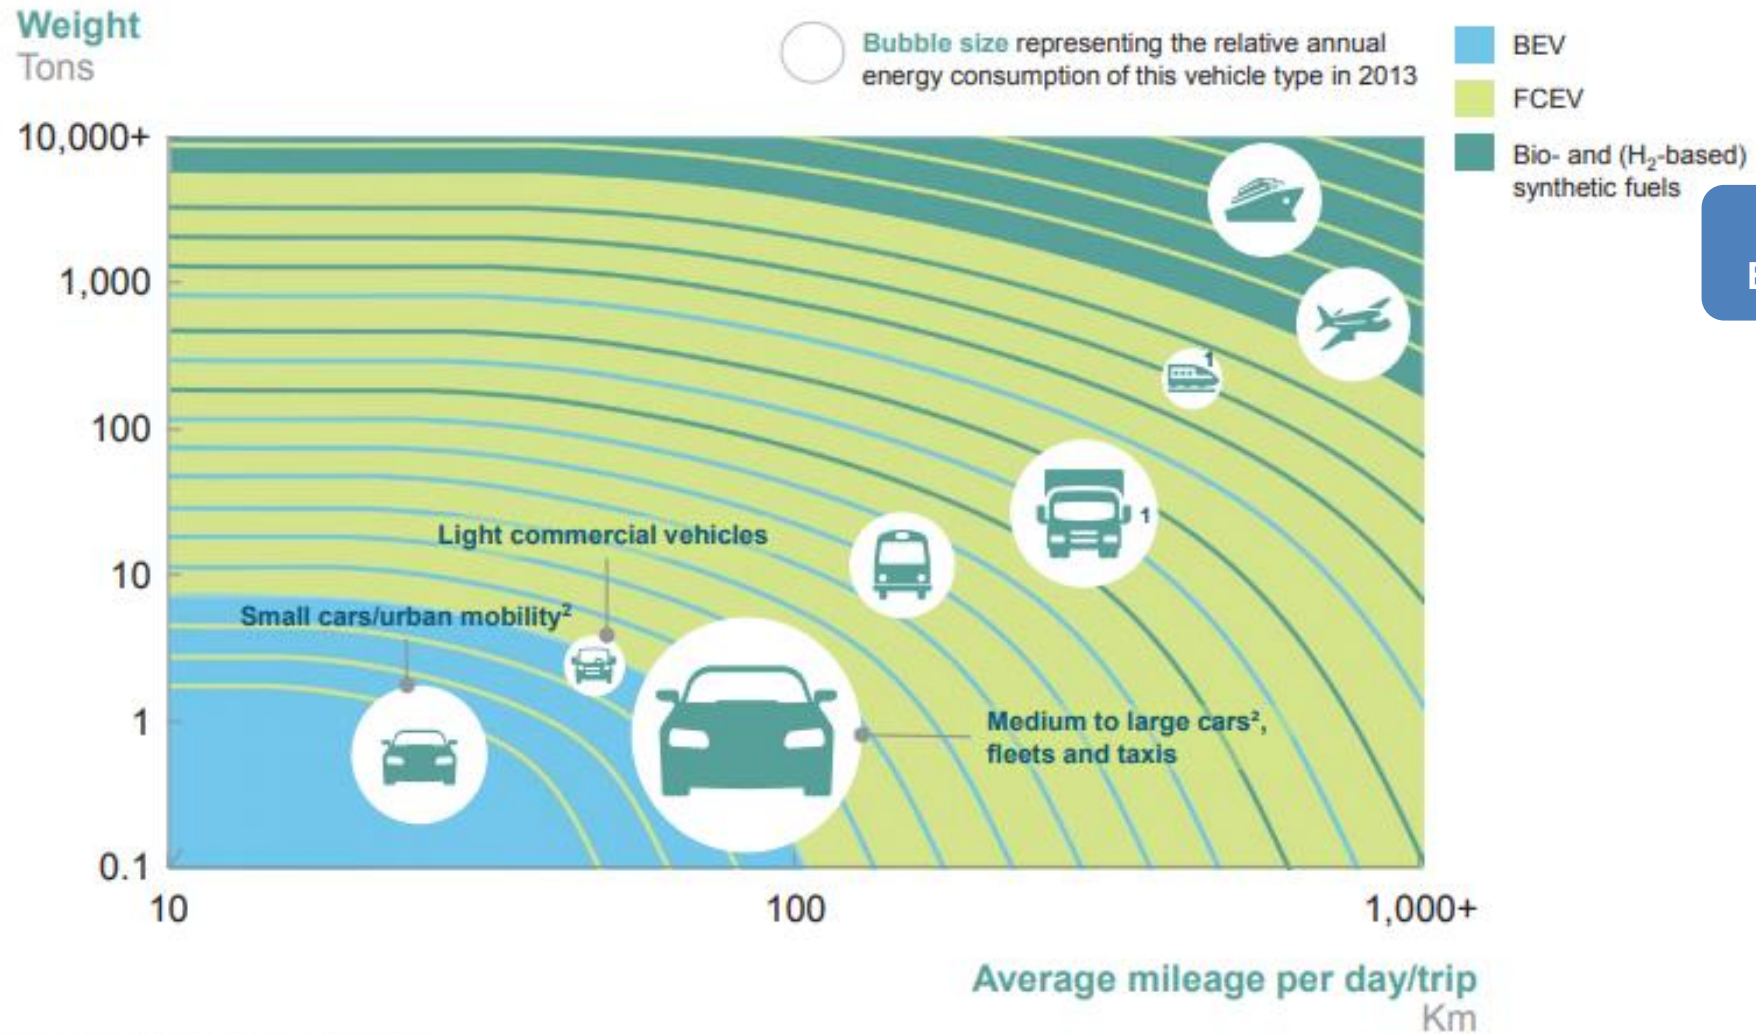 Weight
Tons
Bubble size representing the relative annual
energy consumption of this vehicle type in 2013
BEV
FCEV
Bio- and (H₂-based)
synthetic fuels
10,000+
1,000
100
10
1
0.1
1
1
Light commercial vehicles
Small cars/urban mobility²
Medium to large cars²,
fleets and taxis
10
100
1,000+
Average mileage per day/trip
Km